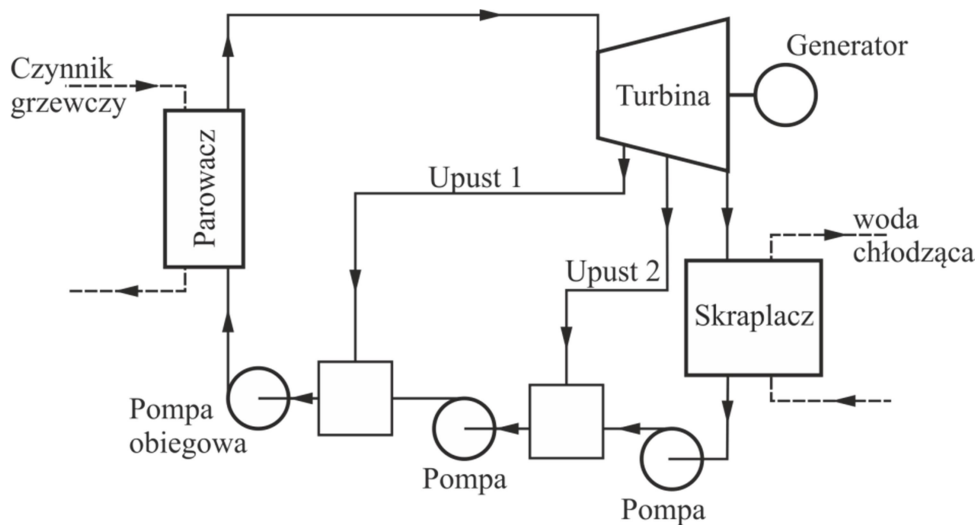 Generator
Czynnik
grzewczy
Turbina
Parowacz
Upust 1
woda
chłodząca
Upust 2
Skraplacz
Pompa
obiegowa
Pompa
Pompa